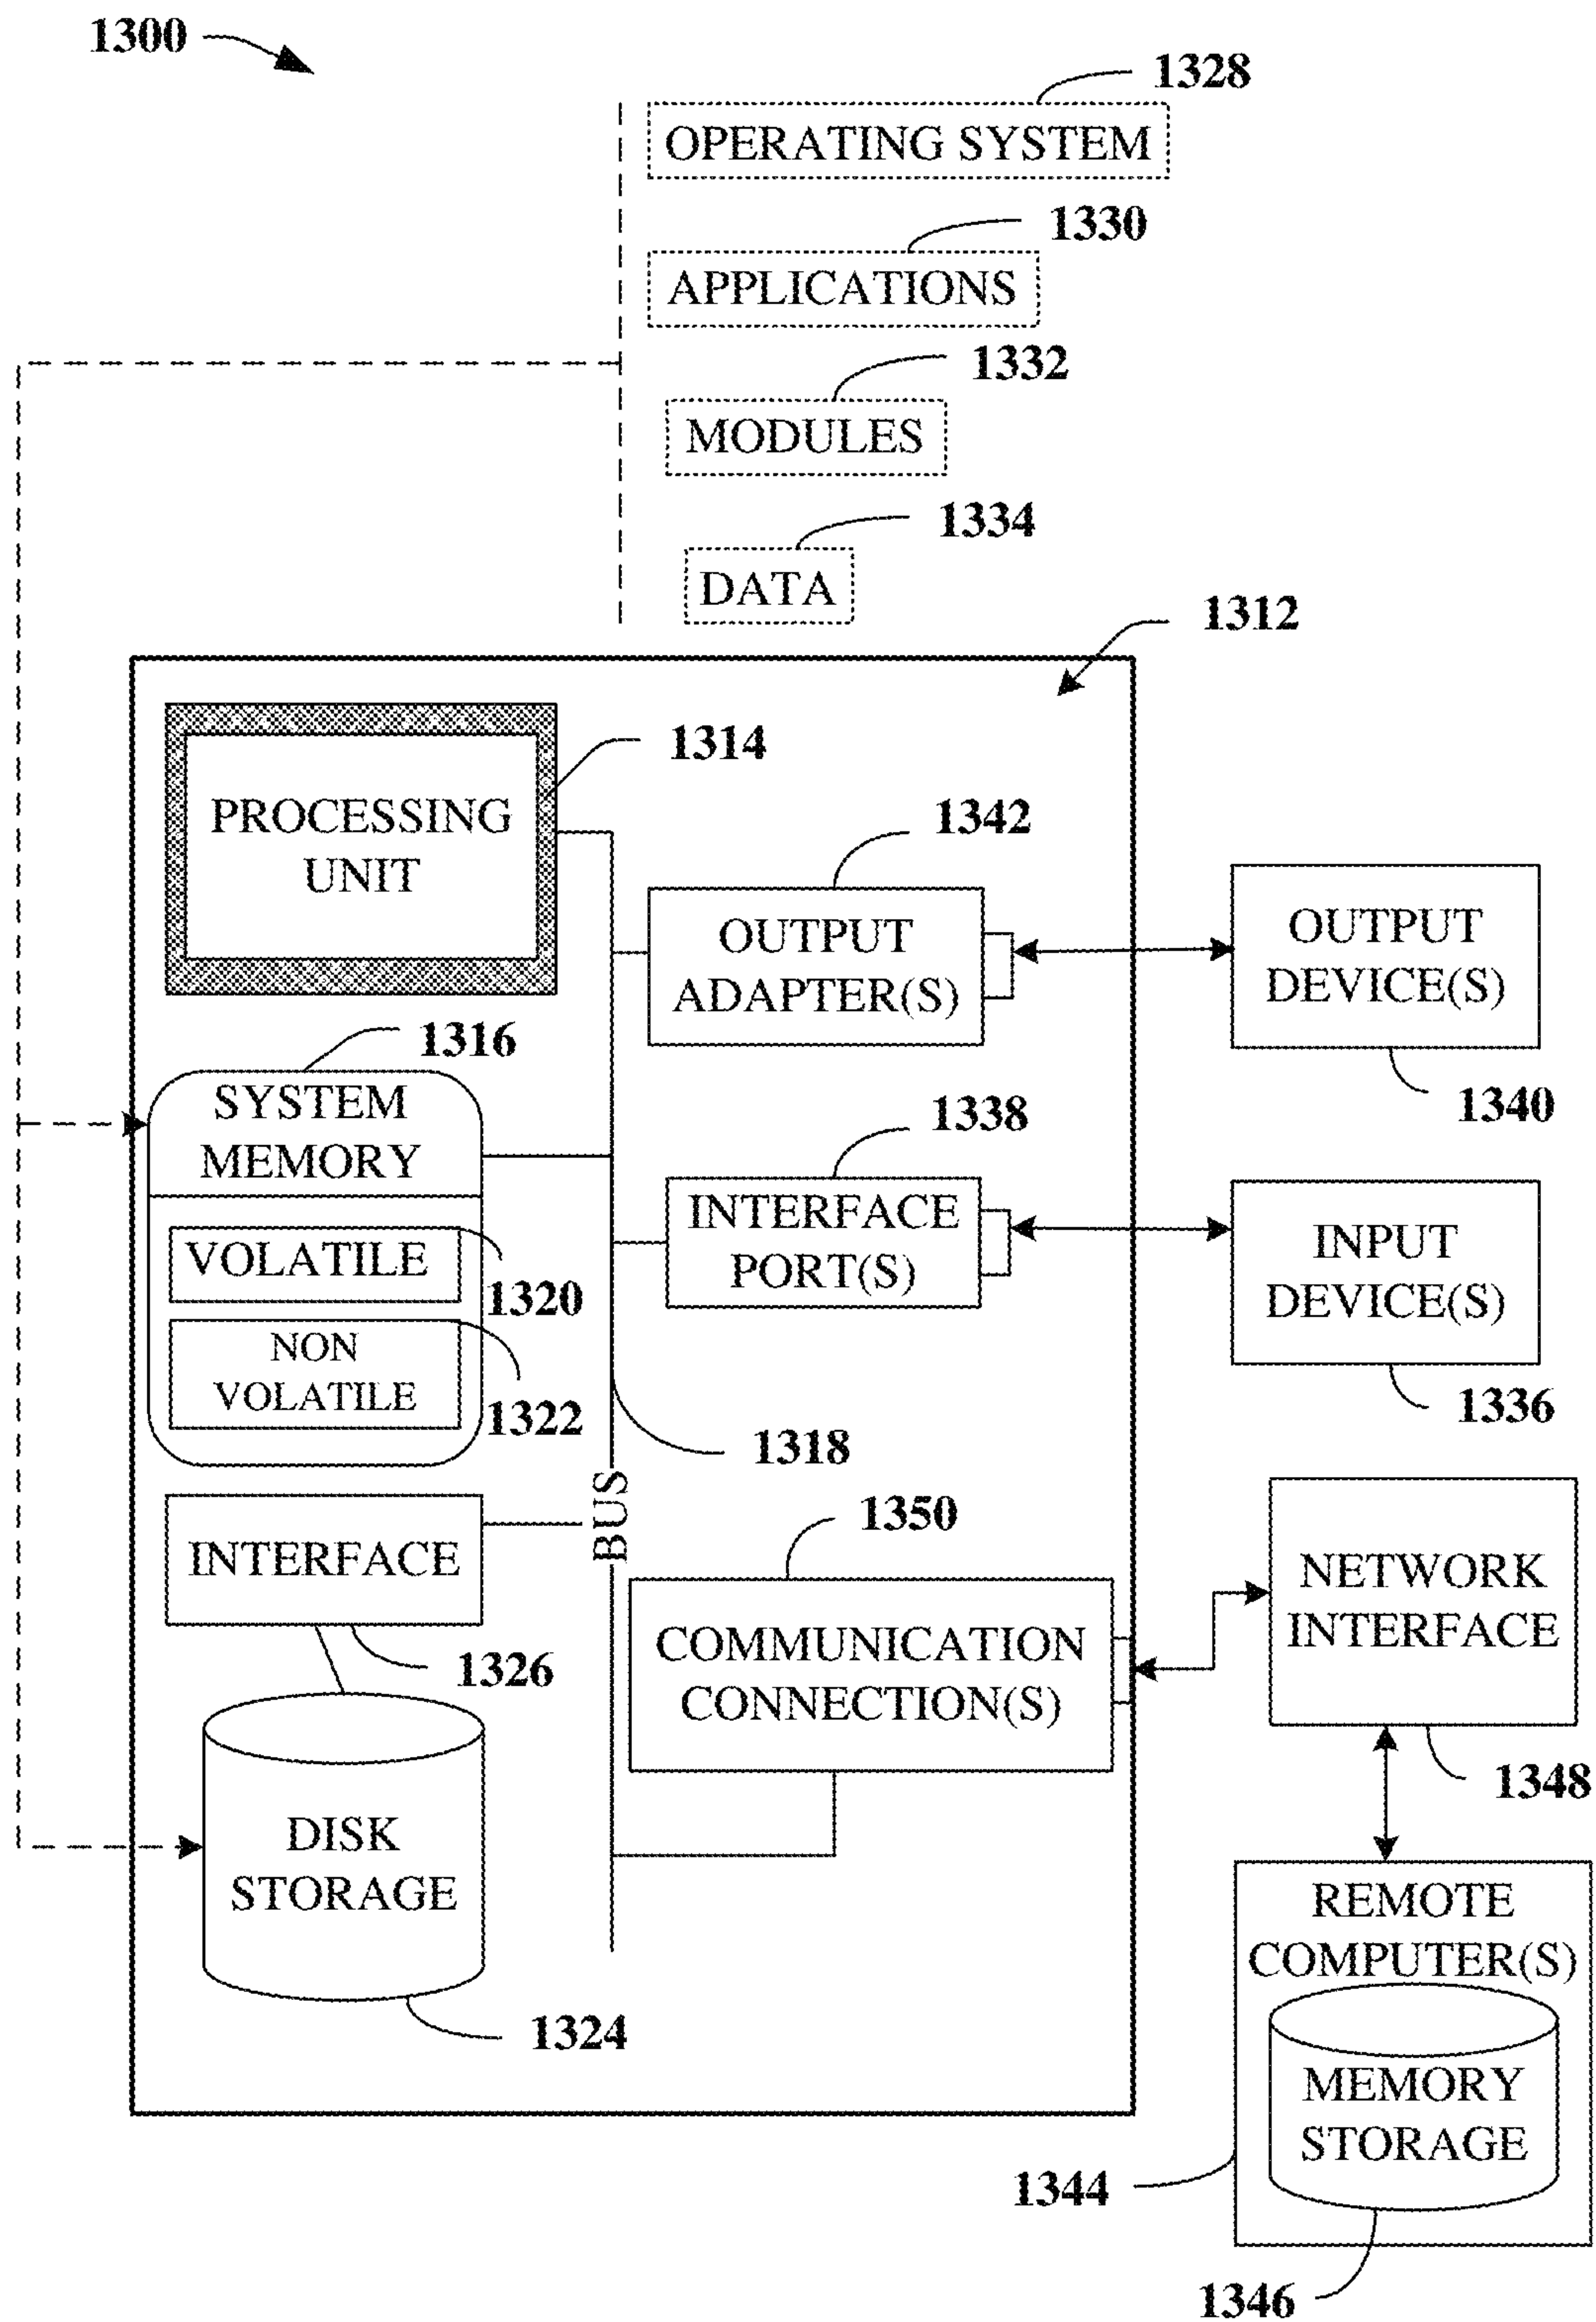 1300
1328
OPERATING SYSTEM
1330
APPLICATIONS
1332
MODULES
1334
DATA
1312
PROCESSING
UNIT
1314
1342
OUTPUT
ADAPTER(S)
OUTPUT
DEVICE(S)
1340
1316
SYSTEM
MEMORY
VOLATILE
1320
NON
VOLATILE
1322
1338
INTERFACE
PORT(S)
INPUT
DEVICE(S)
1336
1318
BUS
INTERFACE
1326
1350
COMMUNICATION
CONNECTION(S)
NETWORK
INTERFACE
1348
DISK
STORAGE
1324
REMOTE
COMPUTER(S)
MEMORY
STORAGE
1344
1346